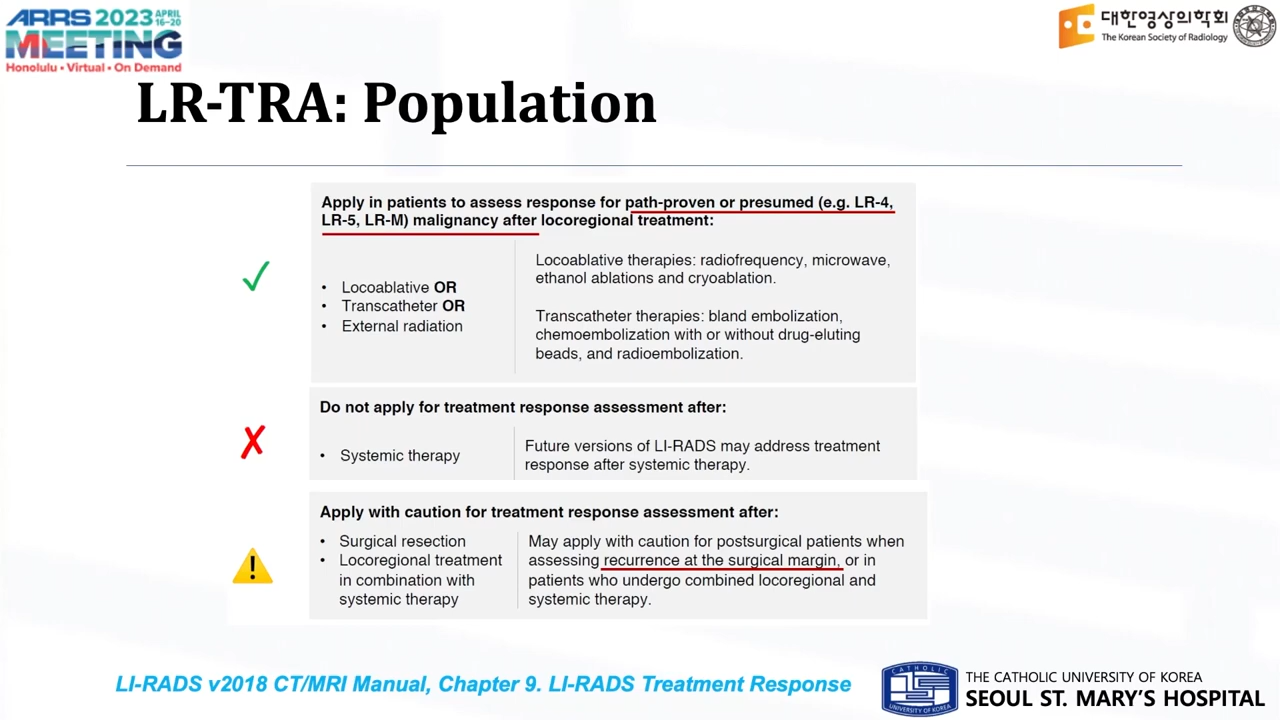 ARRS 2023 APRIL 16-20
MEETING
Honolulu • Virtual • On Demand
대한영상의학회
The Korean Society of Radiology
LR-TRA: Population
Apply in patients to assess response for path-proven or presumed (e.g. LR-4,
LR-5, LR-M) malignancy after locoregional treatment:
• Locoablative OR
• Transcatheter OR
• External radiation
Locoablative therapies: radiofrequency, microwave,
ethanol ablations and cryoablation.
Transcatheter therapies: bland embolization,
chemoembolization with or without drug-eluting
beads, and radioembolization.
Do not apply for treatment response assessment after:
• Systemic therapy
Future versions of LI-RADS may address treatment
response after systemic therapy.
Apply with caution for treatment response assessment after:
• Surgical resection
• Locoregional treatment
in combination with
systemic therapy
May apply with caution for postsurgical patients when
assessing recurrence at the surgical margin, or in
patients who undergo combined locoregional and
systemic therapy.
LI-RADS v2018 CT/MRI Manual, Chapter 9. LI-RADS Treatment Response
CATHOLIC
UNIVERSITY OF KOREA
THE CATHOLIC UNIVERSITY OF KOREA
SEOUL ST. MARY'S HOSPITAL